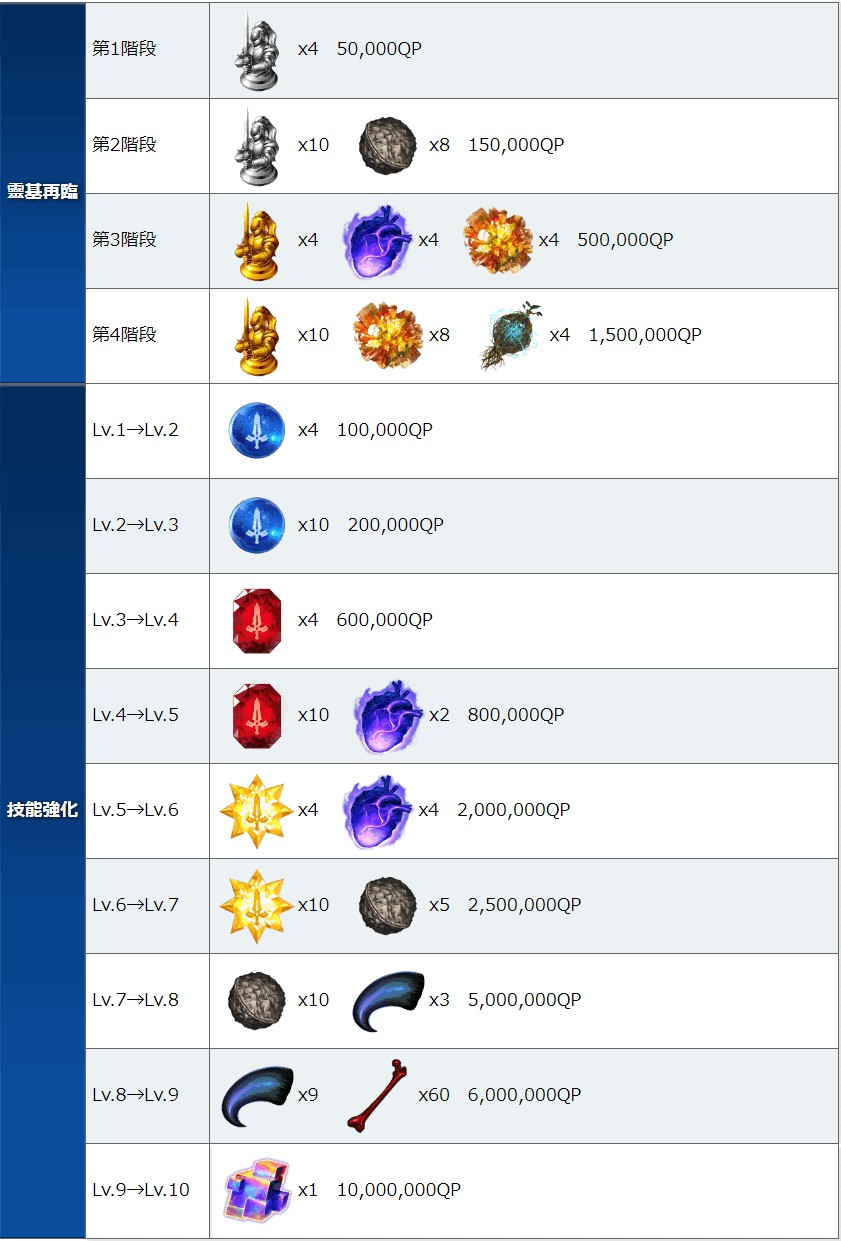 靈基再臨
第1階段 x4 50,000QP
第2階段 x10 x8 150,000QP
第3階段 x4 x4 x4 500,000QP
第4階段 x10 x8 x4 1,500,000QP
技能強化
Lv.1→Lv.2 x4 100,000QP
Lv.2→Lv.3 x10 200,000QP
Lv.3→Lv.4 x4 600,000QP
Lv.4→Lv.5 x10 x2 800,000QP
Lv.5→Lv.6 x4 x4 2,000,000QP
Lv.6→Lv.7 x10 x5 2,500,000QP
Lv.7→Lv.8 x10 x3 5,000,000QP
Lv.8→Lv.9 x9 x60 6,000,000QP
Lv.9→Lv.10 x1 10,000,000QP